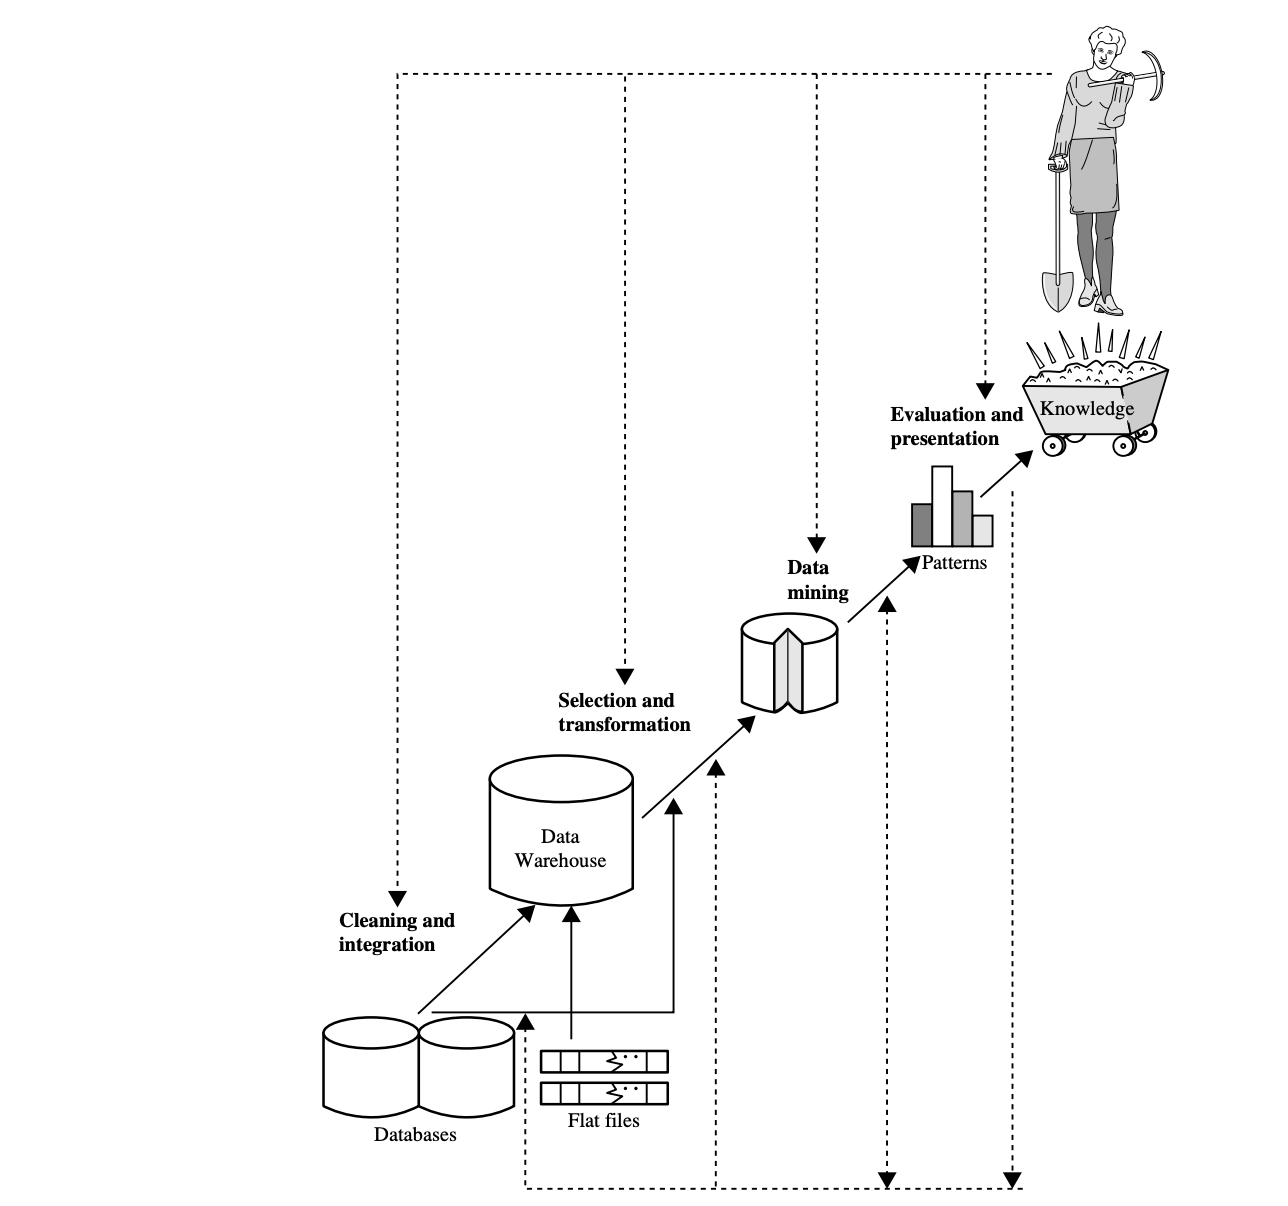 Knowledge
Evaluation and
presentation
Patterns
Data
mining
Selection and
transformation
Data
Warehouse
Cleaning and
integration
Databases
Flat files